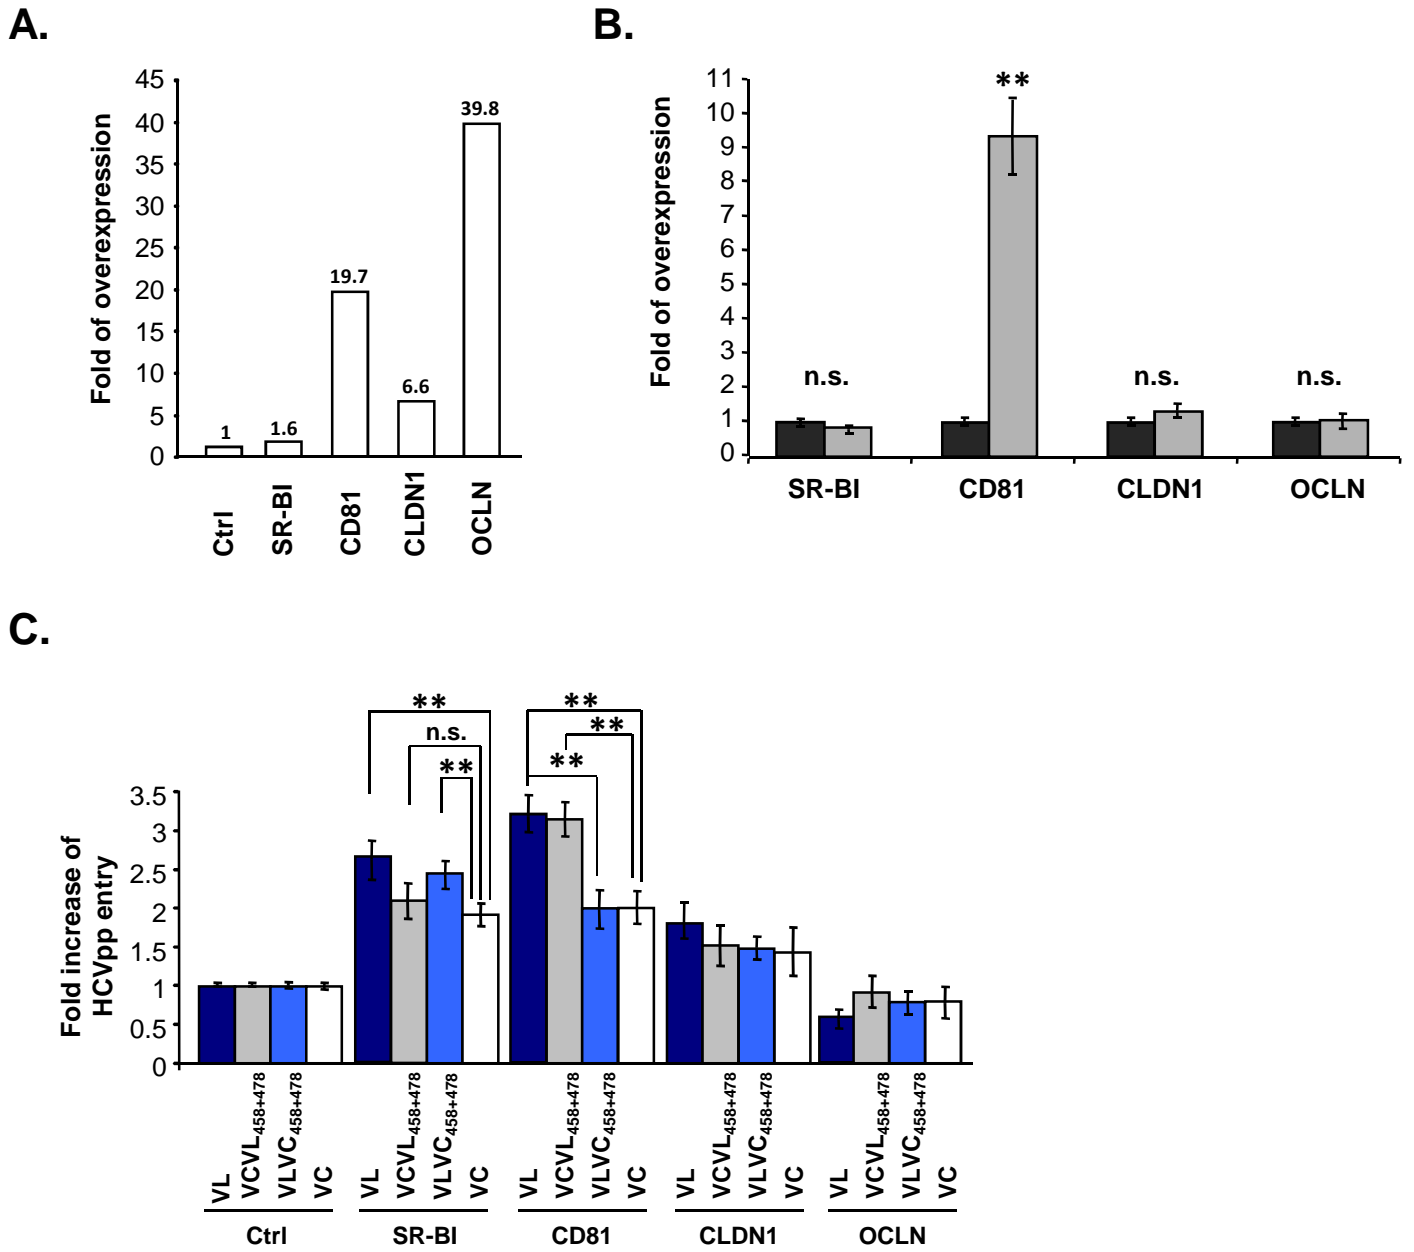 A.
Fold of overexpression
45
40
35
30
25
20
15
10
5
0
1
1.6
19.7
6.6
39.8
Ctrl
SR-BI
CD81
CLDN1
OCLN
B.
Fold of overexpression
11
10
9
8
7
6
5
4
3
2
1
0
n.s.
**
n.s.
n.s.
SR-BI
CD81
CLDN1
OCLN
C.
Fold increase of
HCVpp entry
3.5
3
2.5
2
1.5
1
0.5
0
**
n.s.
**
**
**
**
VL
VCVL458+478
VLVC458+478
VC
VL
VCVL458+478
VLVC458+478
VC
VL
VCVL458+478
VLVC458+478
VC
VL
VCVL458+478
VLVC458+478
VC
VL
VCVL458+478
VLVC458+478
VC
Ctrl
SR-BI
CD81
CLDN1
OCLN